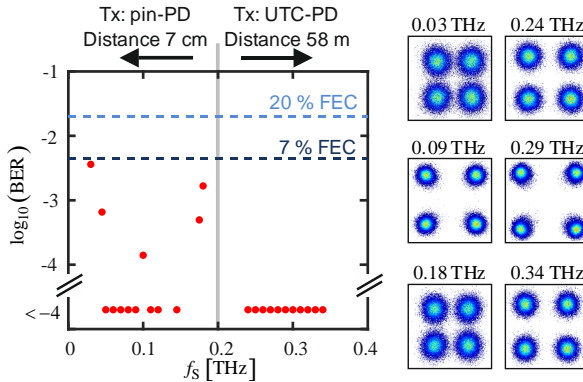 Tx: pin-PD
Distance 7 cm
Tx: UTC-PD
Distance 58 m
-1
-2
-3
-4
< −4
log₁₀(BER)
20 % FEC
7 % FEC
0
0.1
0.2
0.3
0.4
fS [THz]
0.03 THz
0.24 THz
0.09 THz
0.29 THz
0.18 THz
0.34 THz